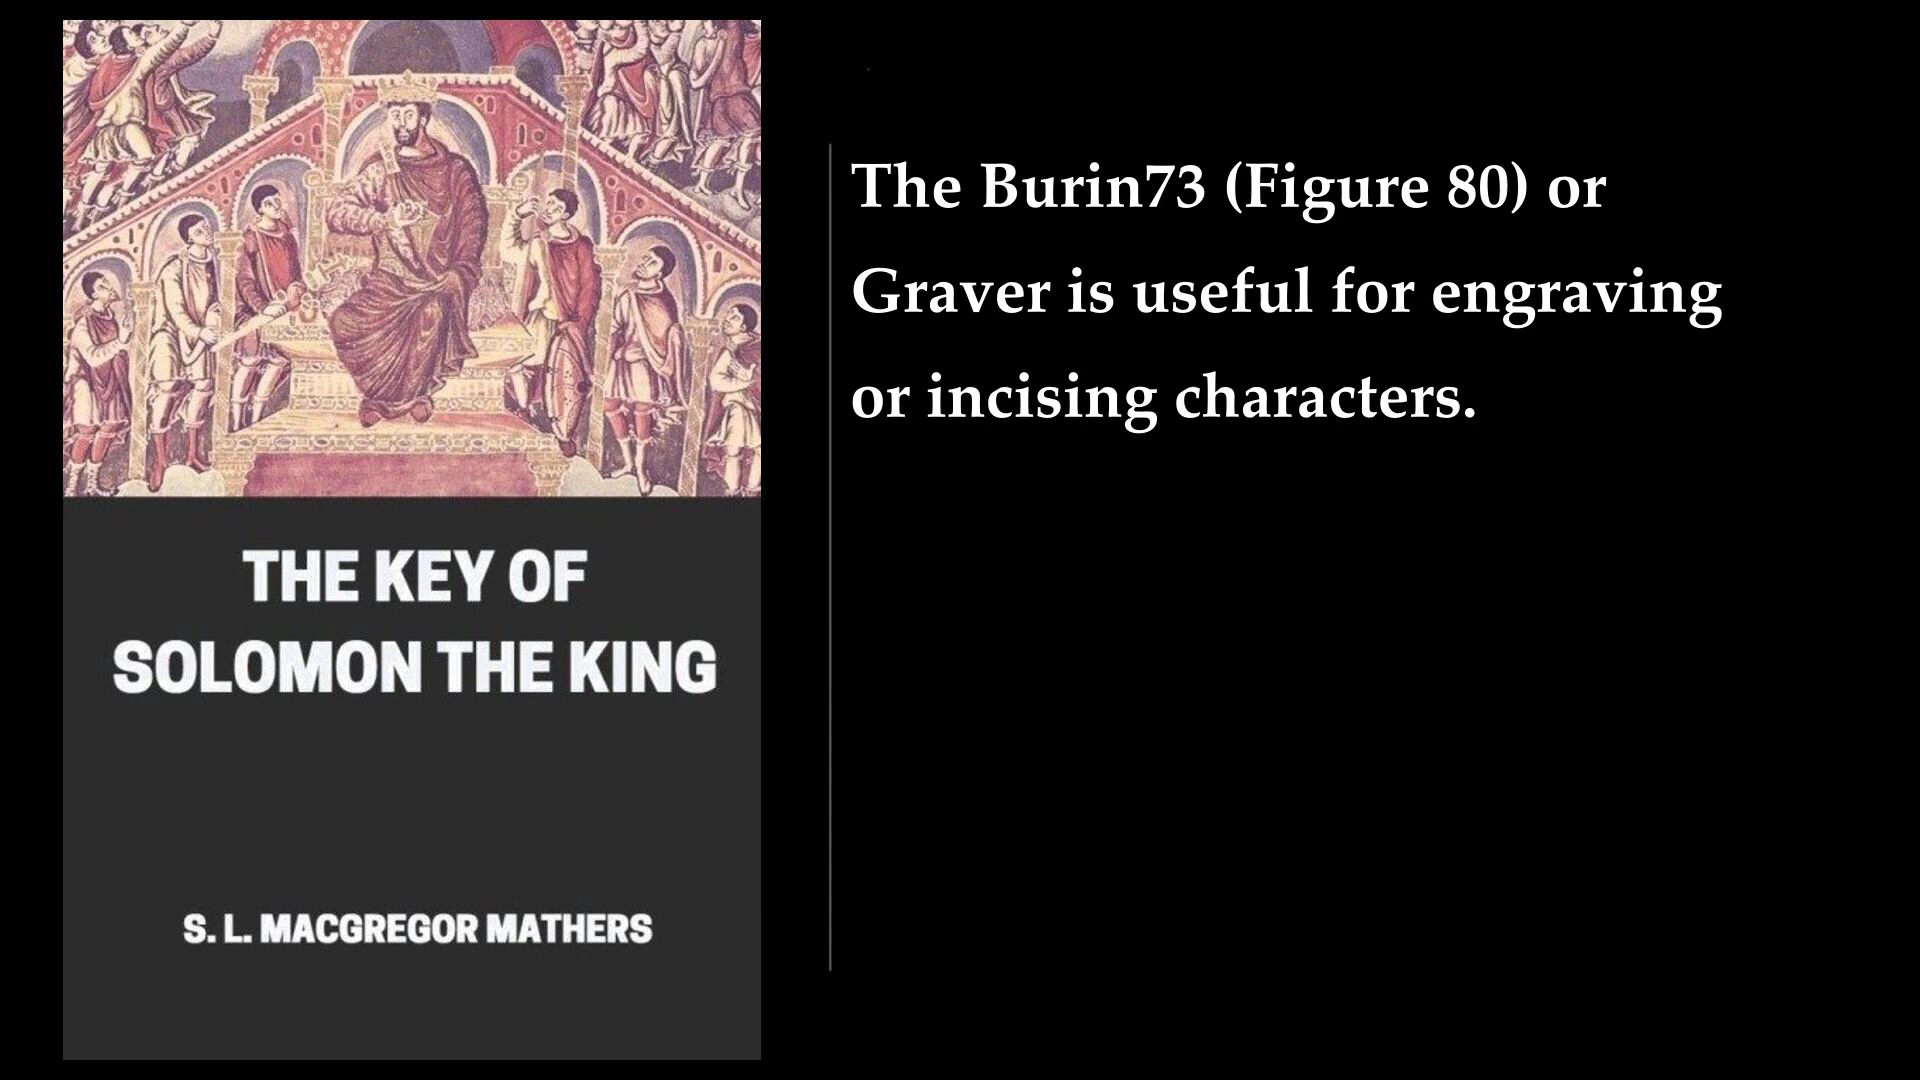 THE KEY OF
SOLOMON THE KING
S. L. MACGREGOR MATHERS
The Burin73 (Figure 80) or
Graver is useful for engraving
or incising characters.